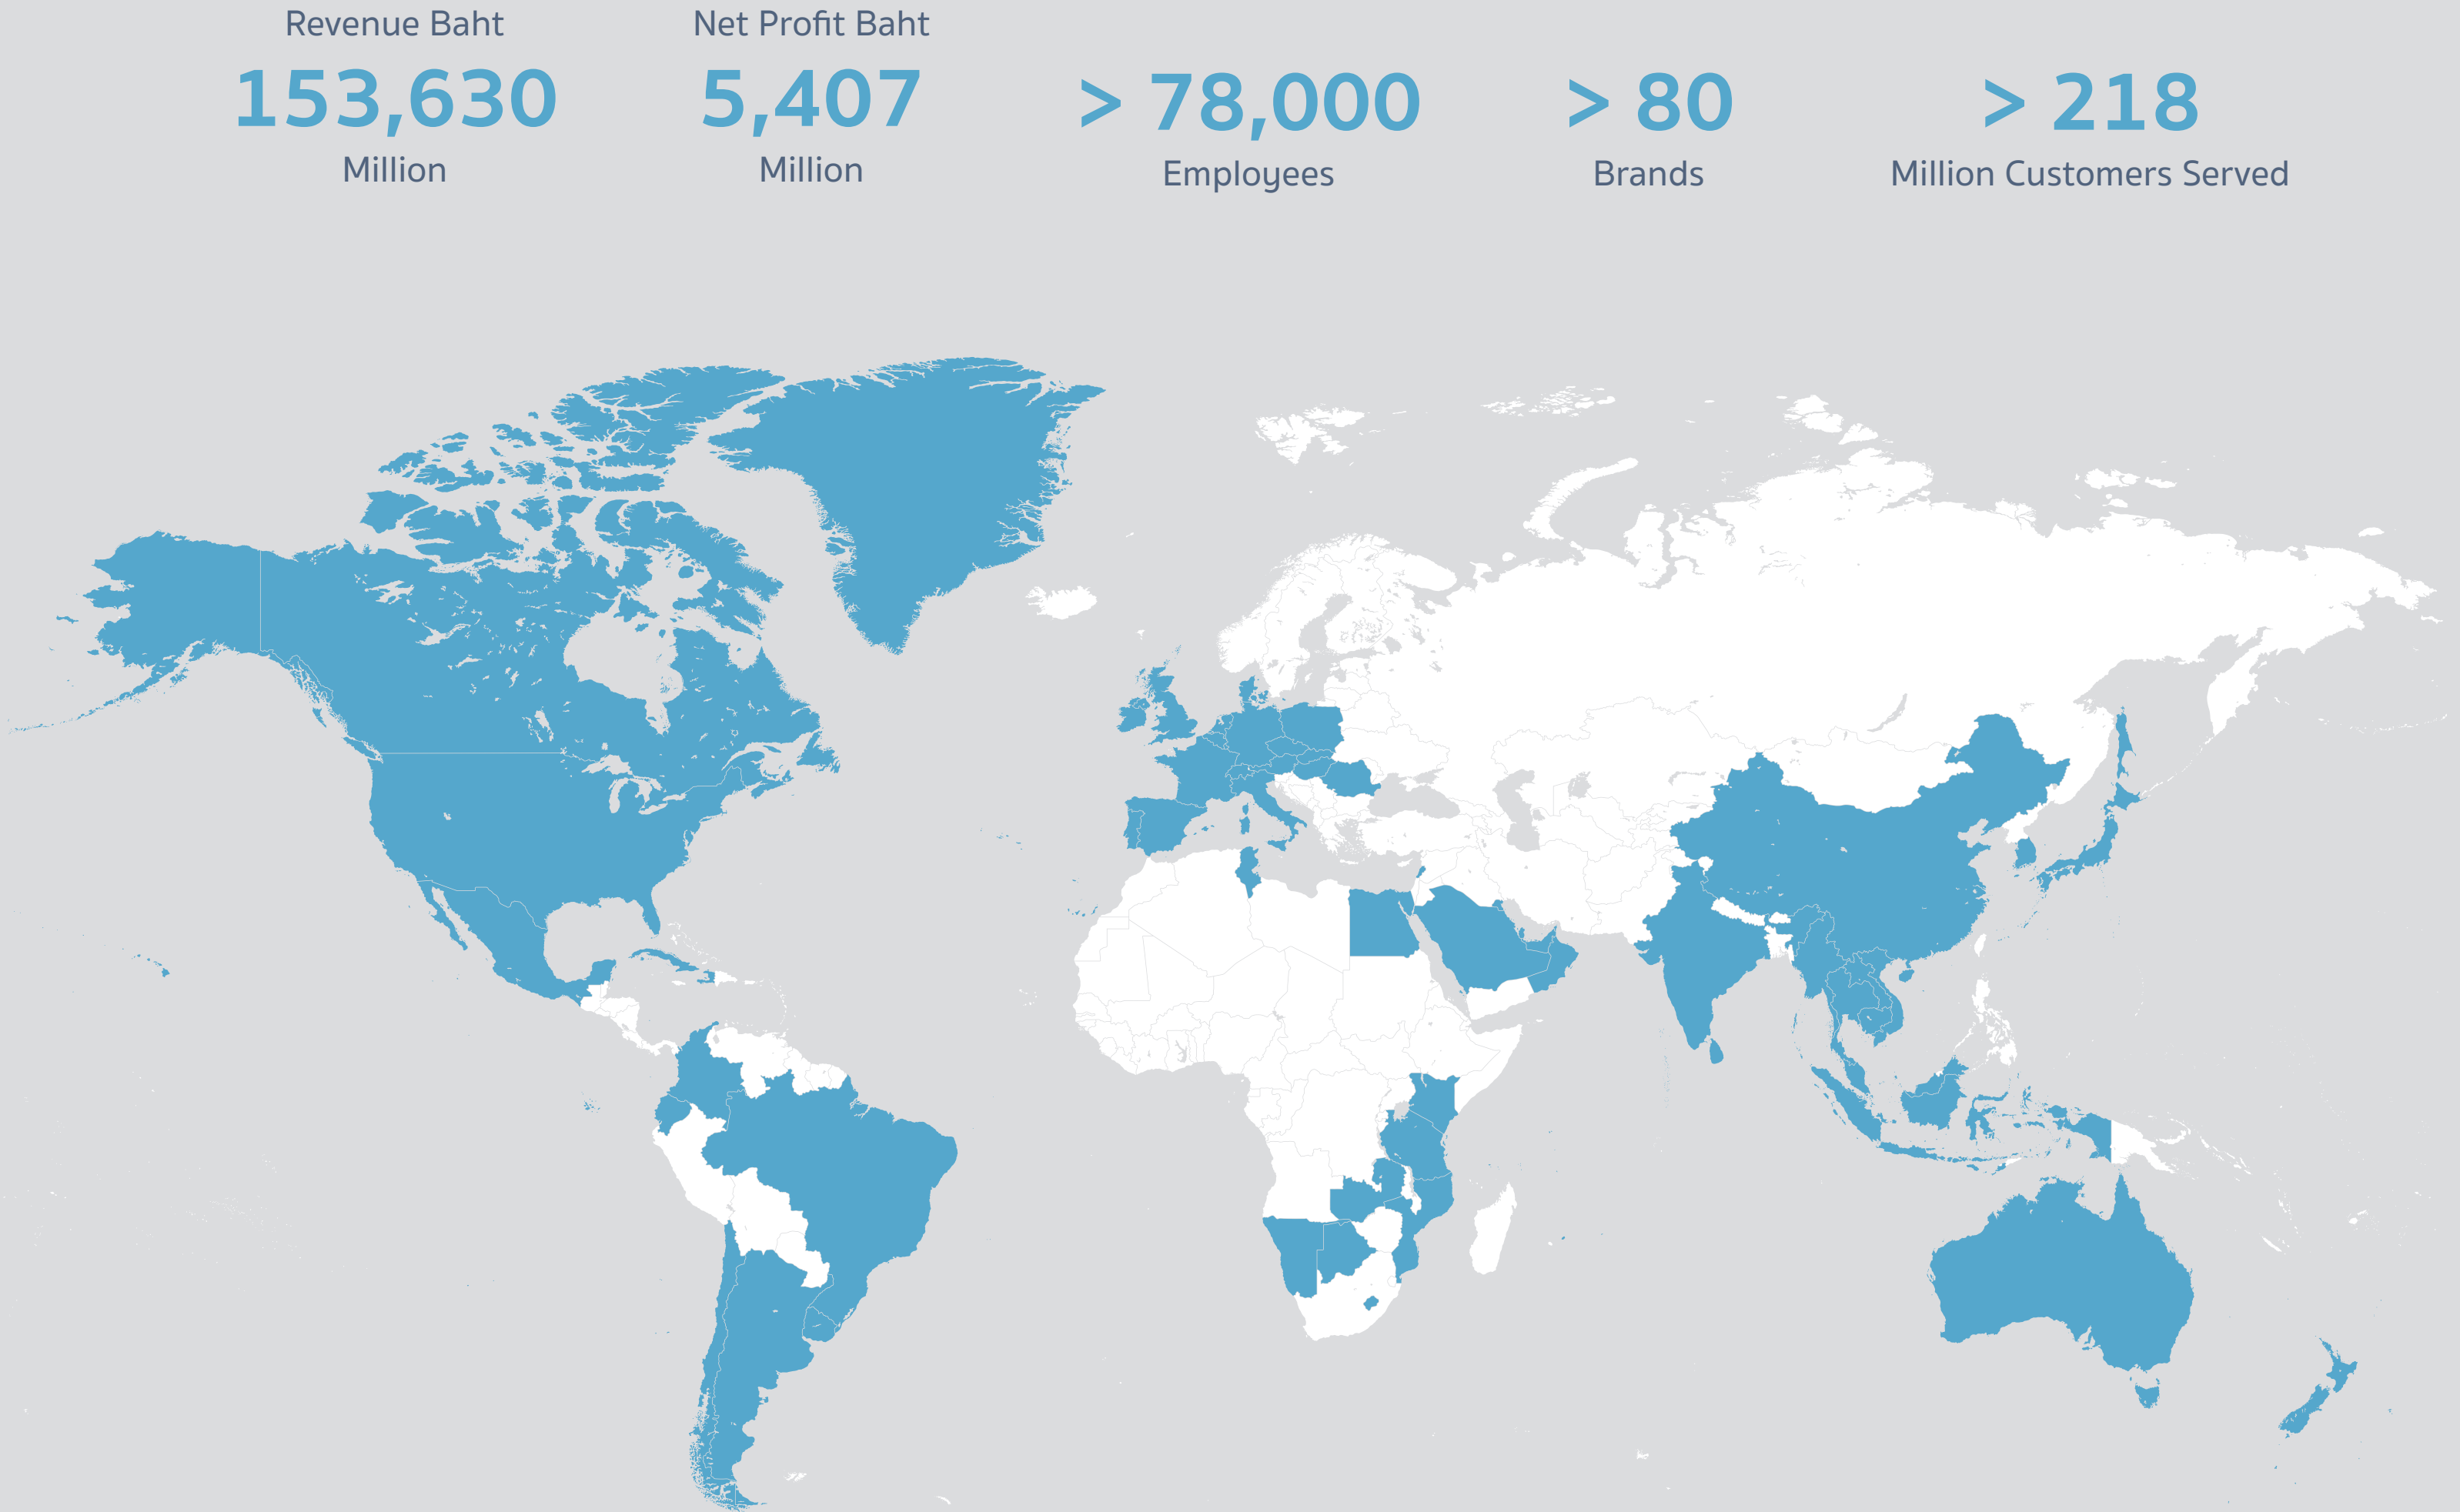 Revenue Baht
153,630
Million
Net Profit Baht
5,407
Million
> 78,000
Employees
> 80
Brands
> 218
Million Customers Served